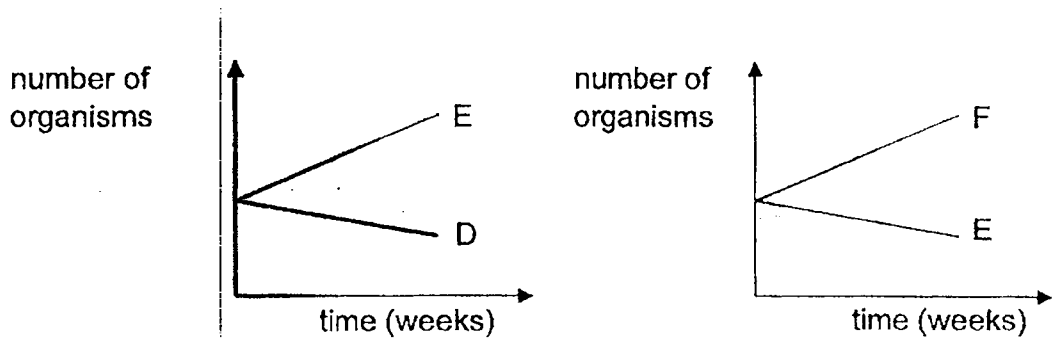 number of
organisms
E
D
time (weeks)
number of
organisms
F
E
time (weeks)